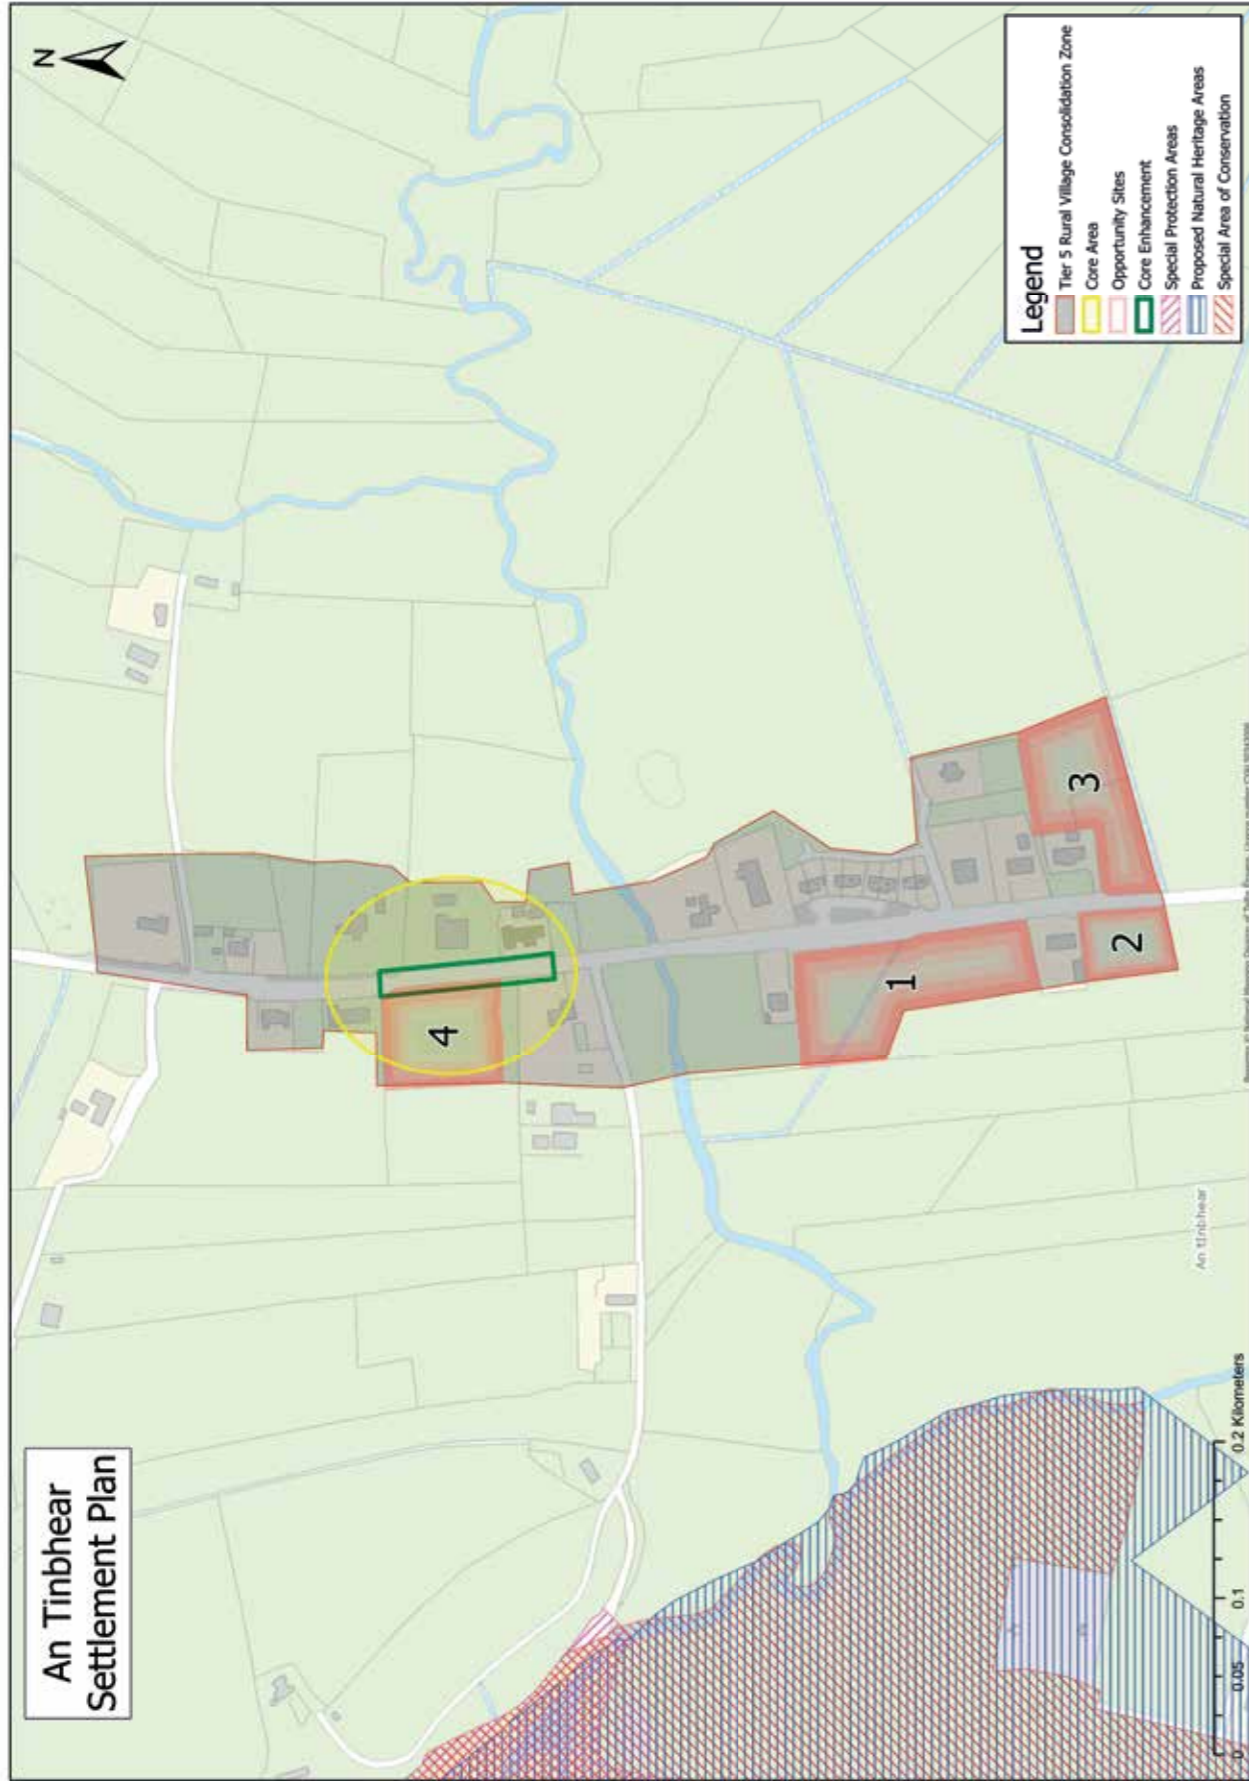 An Tinbhear
Settlement Plan
N
4
1
2
3
An tInbhear
0
0.05
0.1
0.2 Kilometers
Legend
Tier 5 Rural Village Consolidation Zone
Core Area
Opportunity Sites
Core Enhancement
Special Protection Areas
Proposed Natural Heritage Areas
Special Area of Conservation